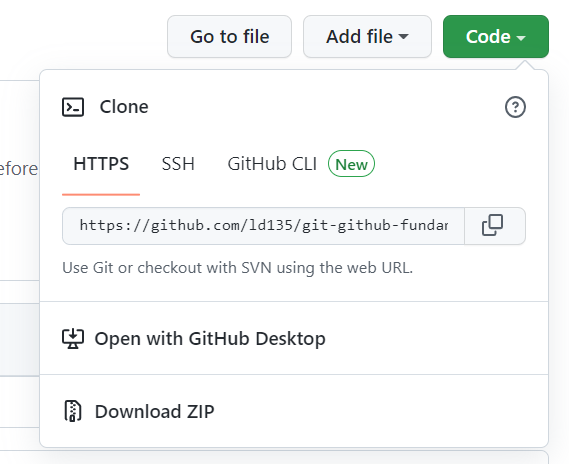 Go to file Add file Code
Clone
efore
HTTPS SSH GitHub CLI New
https://github.com/ld135/git-github-fundar
Use Git or checkout with SVN using the web URL.
Open with GitHub Desktop
Download ZIP